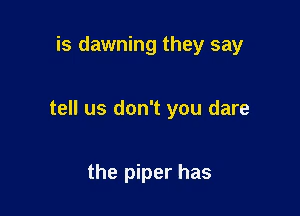 is dawning they say
tell us don't you dare
the piper has